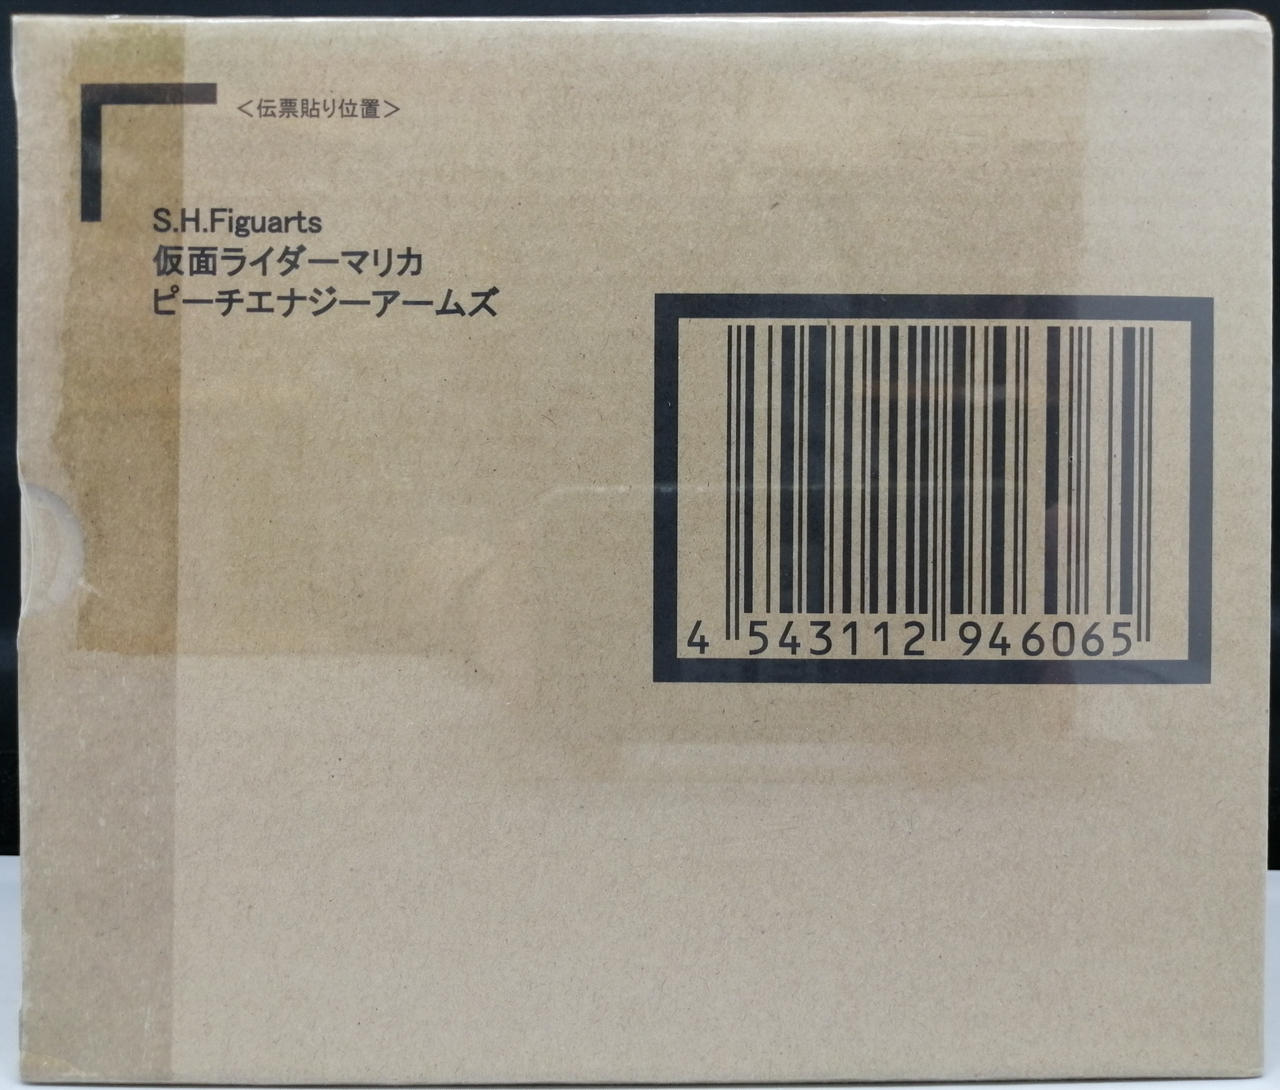 ＜伝票貼り位置＞
S.H.Figuarts
仮面ライダーマリカ
ピーチエナジーアームズ
4 543112 946065